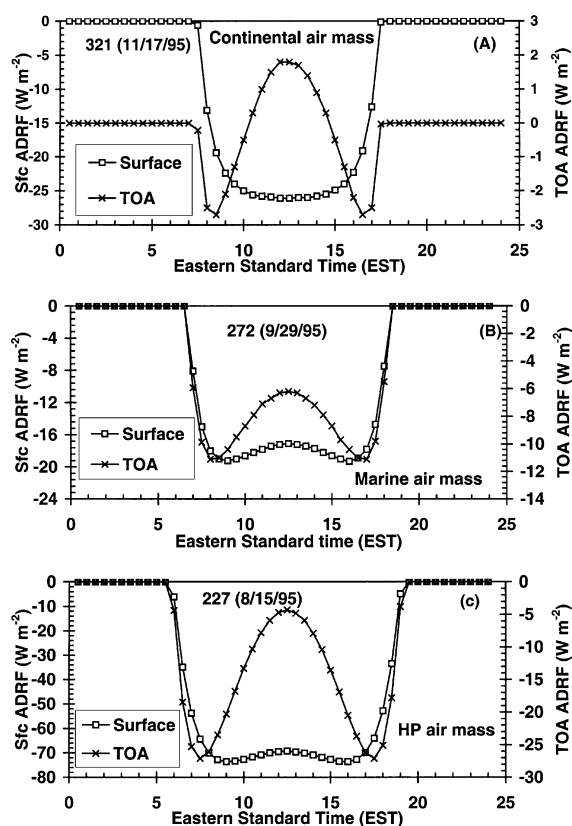 321 (11/17/95)
Continental air mass
(A)
Sfc ADRF (W m-2)
0
-5
-10
-15
-20
-25
-30
TOA ADRF (W m-2)
3
2
1
0
-1
-2
-3
Surface
TOA
0 5 10 15 20 25
Eastern Standard Time (EST)
272 (9/29/95)
(B)
Sfc ADRF (W m-2)
0
-4
-8
-12
-16
-20
-24
TOA ADRF (W m-2)
0
-2
-4
-6
-8
-10
-12
-14
Surface
TOA
Marine air mass
0 5 10 15 20 25
Eastern Standard time (EST)
227 (8/15/95)
(c)
Sfc ADRF (W m-2)
0
-10
-20
-30
-40
-50
-60
-70
-80
TOA ADRF (W m-2)
0
-5
-10
-15
-20
-25
-30
Surface
TOA
HP air mass
0 5 10 15 20 25
Eastern Standard Time (EST)